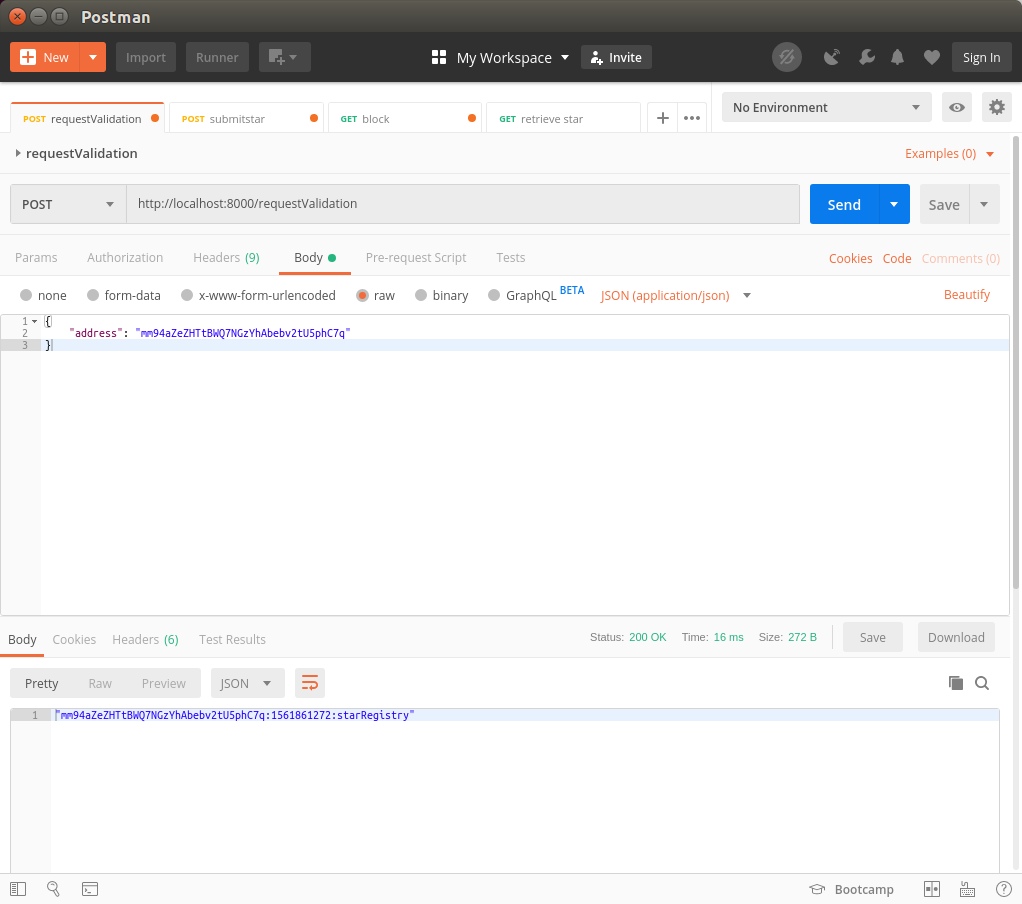 Postman
New Import Runner My Workspace Invite Sign In
POST requestValidation POST submitstar GET block GET retrieve star No Environment
requestValidation Examples (0)
POST http://localhost:8000/requestValidation Send Save
Params Authorization Headers (9) Body Pre-request Script Tests Cookies Code Comments (0)
none form-data x-www-form-urlencoded raw binary GraphQL BETA JSON (application/json) Beautify
1 {
2 "address": "mm94aZeZHTtBWQ7NGzYhAbebv2tU5phC7q"
3 }
Body Cookies Headers (6) Test Results Status: 200 OK Time: 16 ms Size: 272 B Save Download
Pretty Raw Preview JSON
1 "mm94aZeZHTtBWQ7NGzYhAbebv2tU5phC7q:1561861272:starRegistry"
Bootcamp